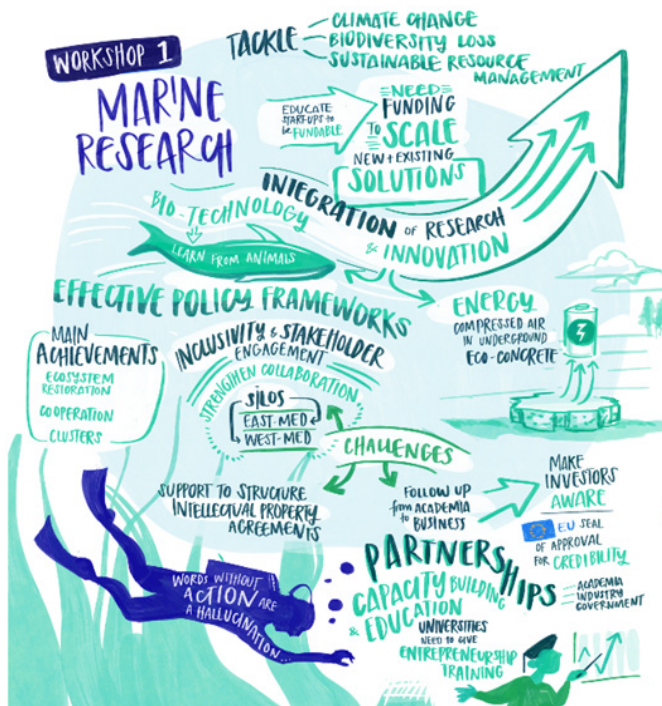 WORKSHOP 1
MARINE
RESEARCH
TACKLE
CLIMATE CHANGE
BIODIVERSITY LOSS
SUSTAINABLE RESOURCE
MANAGEMENT
EDUCATE
START-UPS to
be FUNDABLE
NEED
FUNDING
To SCALE
NEW + EXISTING
SOLUTIONS
INTEGRATION OF RESEARCH
& INNOVATION
BIO-TECHNOLOGY
LEARN FROM ANIMALS
EFFECTIVE POLICY FRAMEWORKS
ENERGY
COMPRESSED AIR
IN UNDERGROUND
ECO-CONCRETE
MAIN
ACHIEVEMENTS
ECOSYSTEM
RESTORATION
COOPERATION
CLUSTERS
INCLUSIVITY & STAKEHOLDER
ENGAGEMENT
STRENGTHEN COLLABORATION
SILOS
EAST-MED
WEST-MED
CHALLENGES
SUPPORT TO STRUCTURE
INTELLECTUAL PROPERTY
AGREEMENTS
FOLLOW UP
from ACADEMIA
to BUSINESS
MAKE
INVESTORS
AWARE
EU SEAL
OF APPROVAL
FOR CREDIBILITY
PARTNERSHIPS
ACADEMIA
INDUSTRY
GOVERNMENT
CAPACITY BUILDING
& EDUCATION
UNIVERSITIES
NEED TO GIVE
ENTREPRENEURSHIP
TRAINING
WORDS WITHOUT
ACTION ARE
A HALLUCINATION